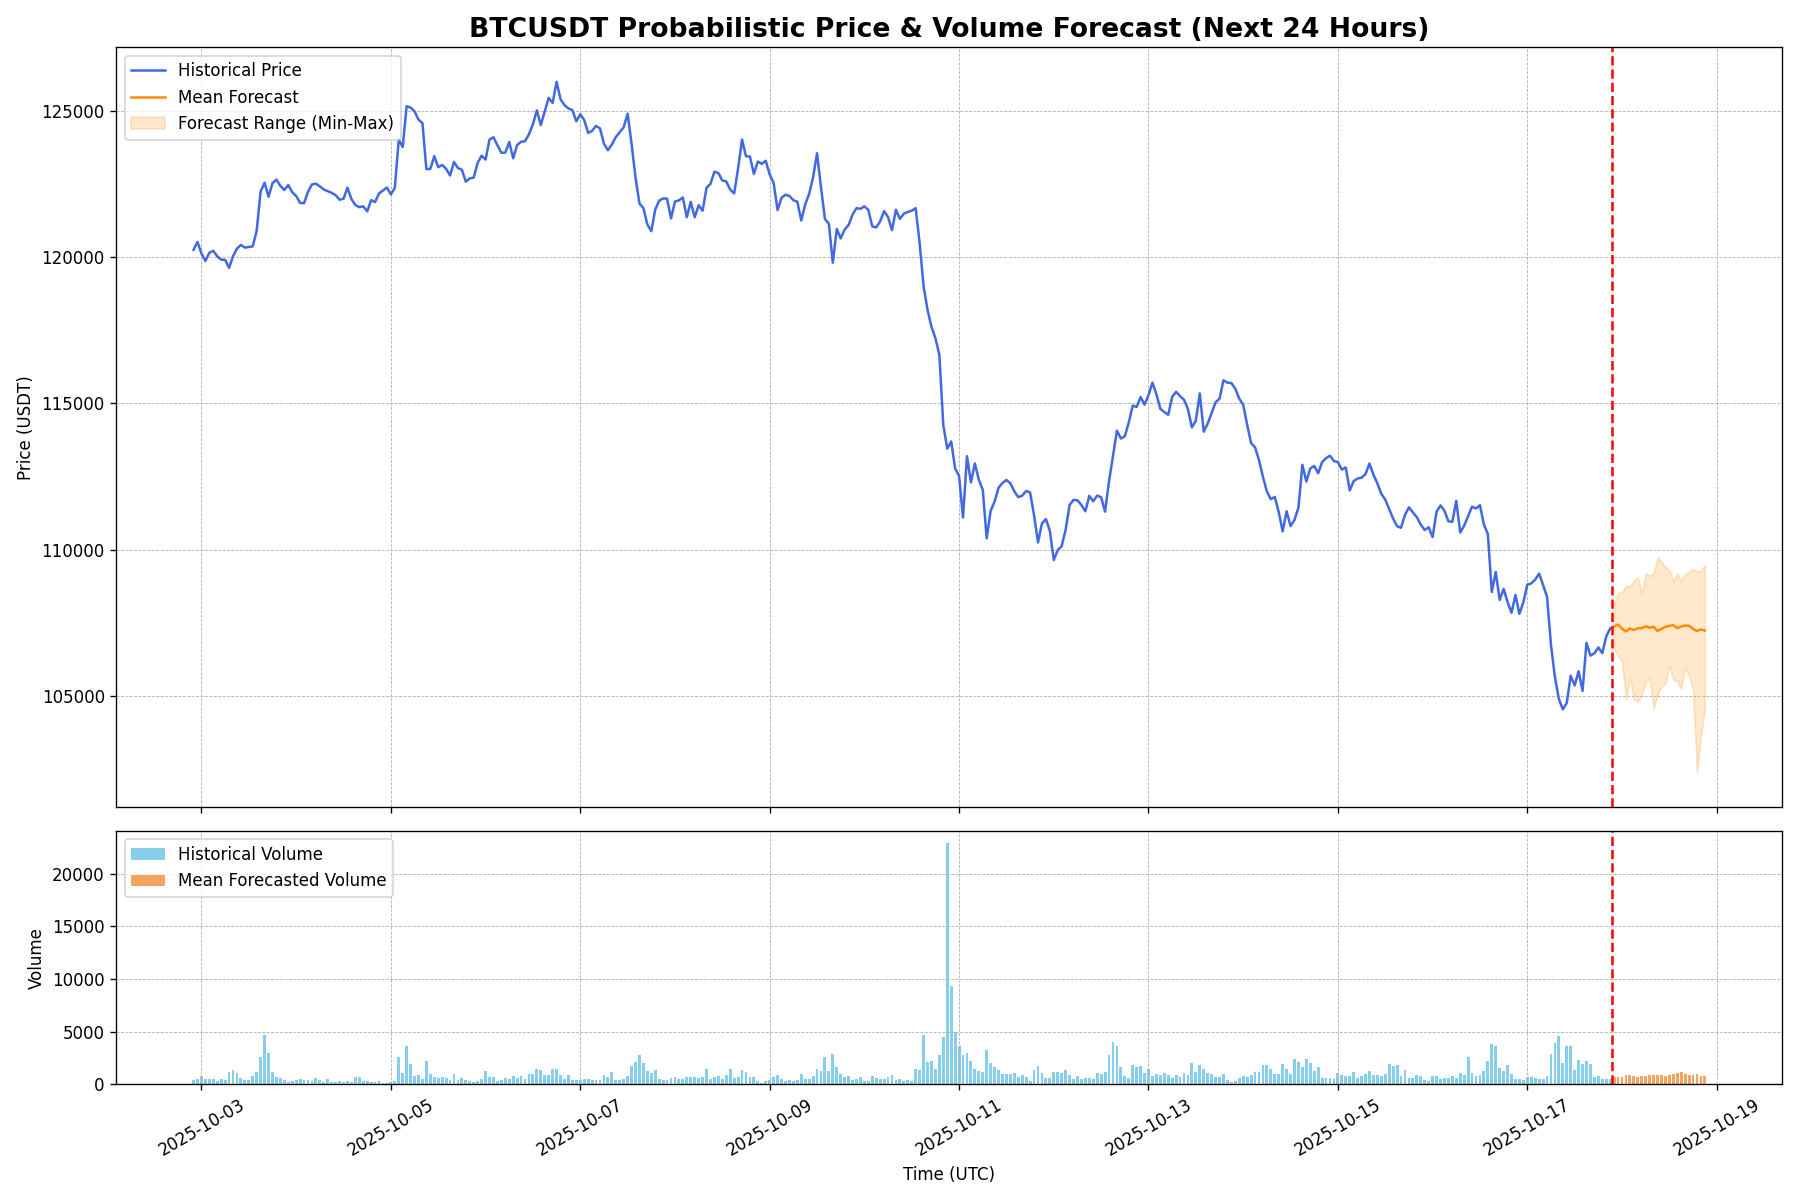 BTCUSDT Probabilistic Price & Volume Forecast (Next 24 Hours)
Historical Price
Mean Forecast
Forecast Range (Min-Max)
125000
120000
115000
110000
105000
Price (USDT)
Historical Volume
Mean Forecasted Volume
20000
15000
10000
5000
0
Volume
2025-10-03
2025-10-05
2025-10-07
2025-10-09
2025-10-11
2025-10-13
2025-10-15
2025-10-17
2025-10-19
Time (UTC)